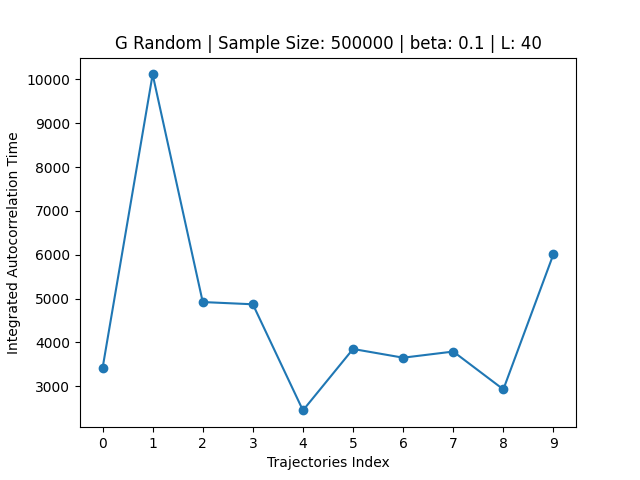 G Random | Sample Size: 500000 | beta: 0.1 | L: 40
Integrated Autocorrelation Time
10000
9000
8000
7000
6000
5000
4000
3000
0 1 2 3 4 5 6 7 8 9
Trajectories Index